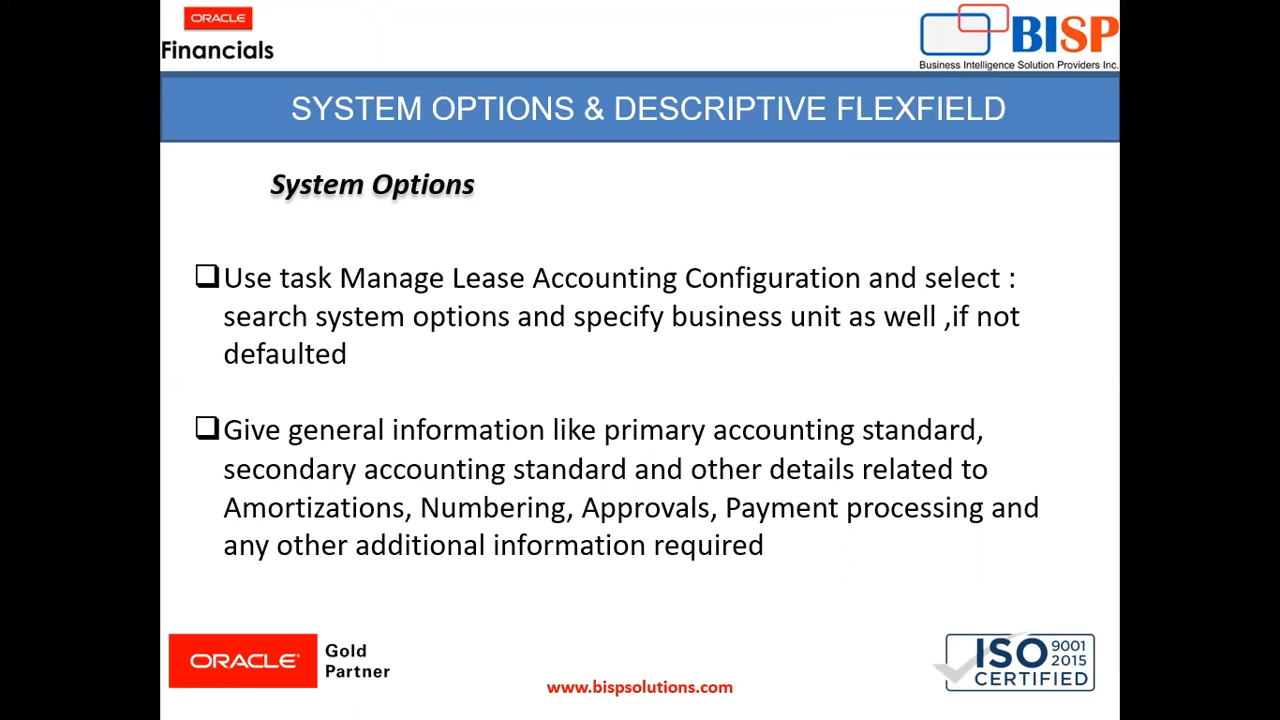 ORACLE
Financials
BISP
Business Intelligence Solution Providers Inc.
SYSTEM OPTIONS & DESCRIPTIVE FLEXFIELD
System Options
❑Use task Manage Lease Accounting Configuration and select :
search system options and specify business unit as well ,if not
defaulted
❑Give general information like primary accounting standard,
secondary accounting standard and other details related to
Amortizations, Numbering, Approvals, Payment processing and
any other additional information required
ORACLE®
Gold
Partner
www.bispsolutions.com
ISO 9001
2015
CERTIFIED